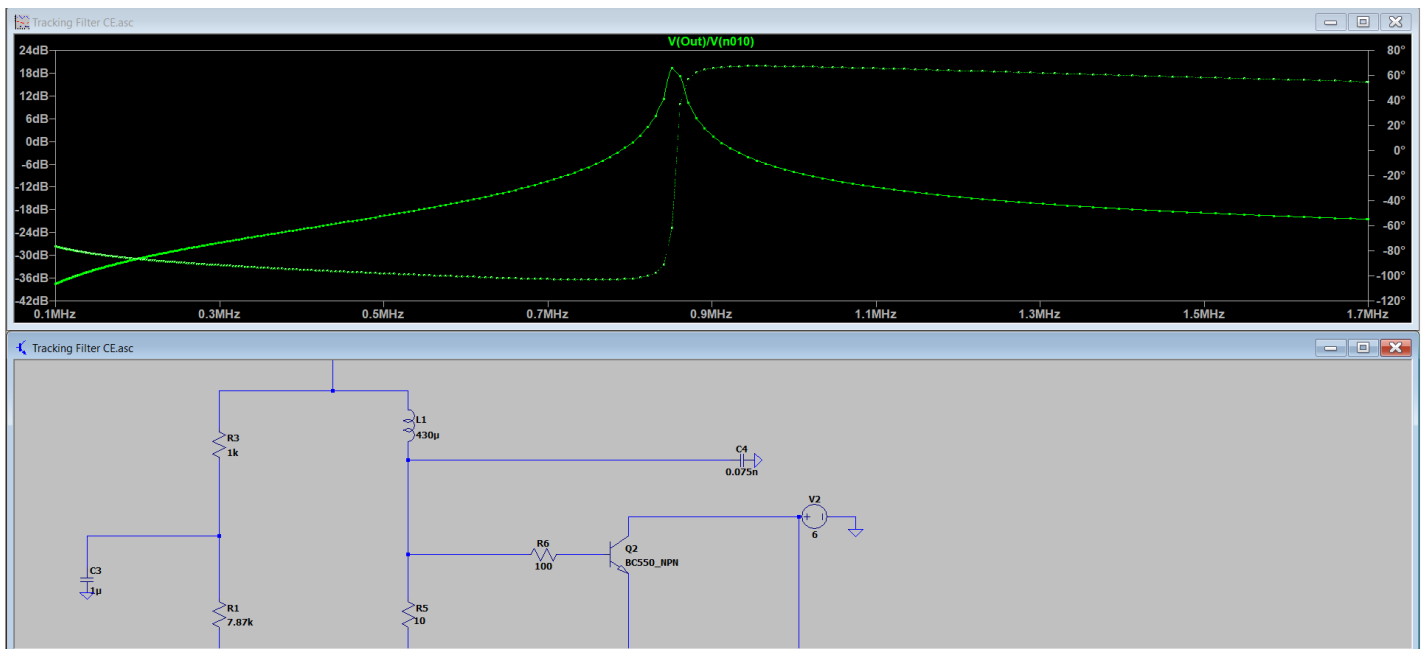 Tracking Filter CE.asc
V(Out)/V(n010)
24dB
18dB
12dB
6dB
0dB
-6dB
-12dB
-18dB
-24dB
-30dB
-36dB
-42dB
80°
60°
40°
20°
0°
-20°
-40°
-60°
-80°
-100°
-120°
0.1MHz 0.3MHz 0.5MHz 0.7MHz 0.9MHz 1.1MHz 1.3MHz 1.5MHz 1.7MHz
Tracking Filter CE.asc
L1
430µ
R3
1k
C4
0.075n
V2
6
R6
100
Q2
BC550_NPN
C3
1µ
R1
7.87k
R5
10